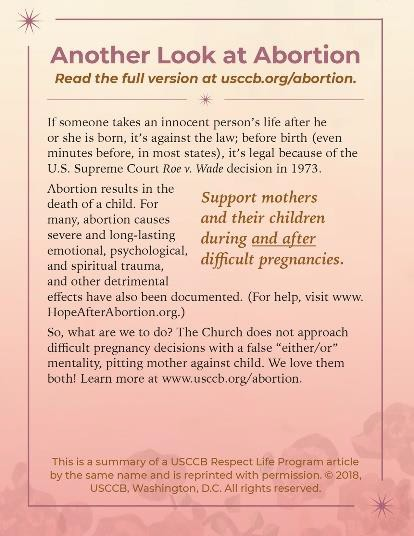 Another Look at Abortion
Read the full version at usccb.org/abortion.
If someone takes an innocent person's life after he
or she is born, it's against the law; before birth (even
minutes before, in most states), it's legal because of the
U.S. Supreme Court Roe v. Wade decision in 1973.
Abortion results in the
death of a child. For
many, abortion causes
severe and long-lasting
emotional, psychological,
and spiritual trauma,
and other detrimental
effects have also been documented. (For help, visit www.
HopeAfterAbortion.org.)
Support mothers
and their children
during and after
difficult pregnancies.
So, what are we to do? The Church does not approach
difficult pregnancy decisions with a false "either/or"
mentality, pitting mother against child. We love them
both! Learn more at www.usccb.org/abortion.
This is a summary of a USCCB Respect Life Program article
by the same name and is reprinted with permission. © 2018,
USCCB, Washington, D.C. All rights reserved.